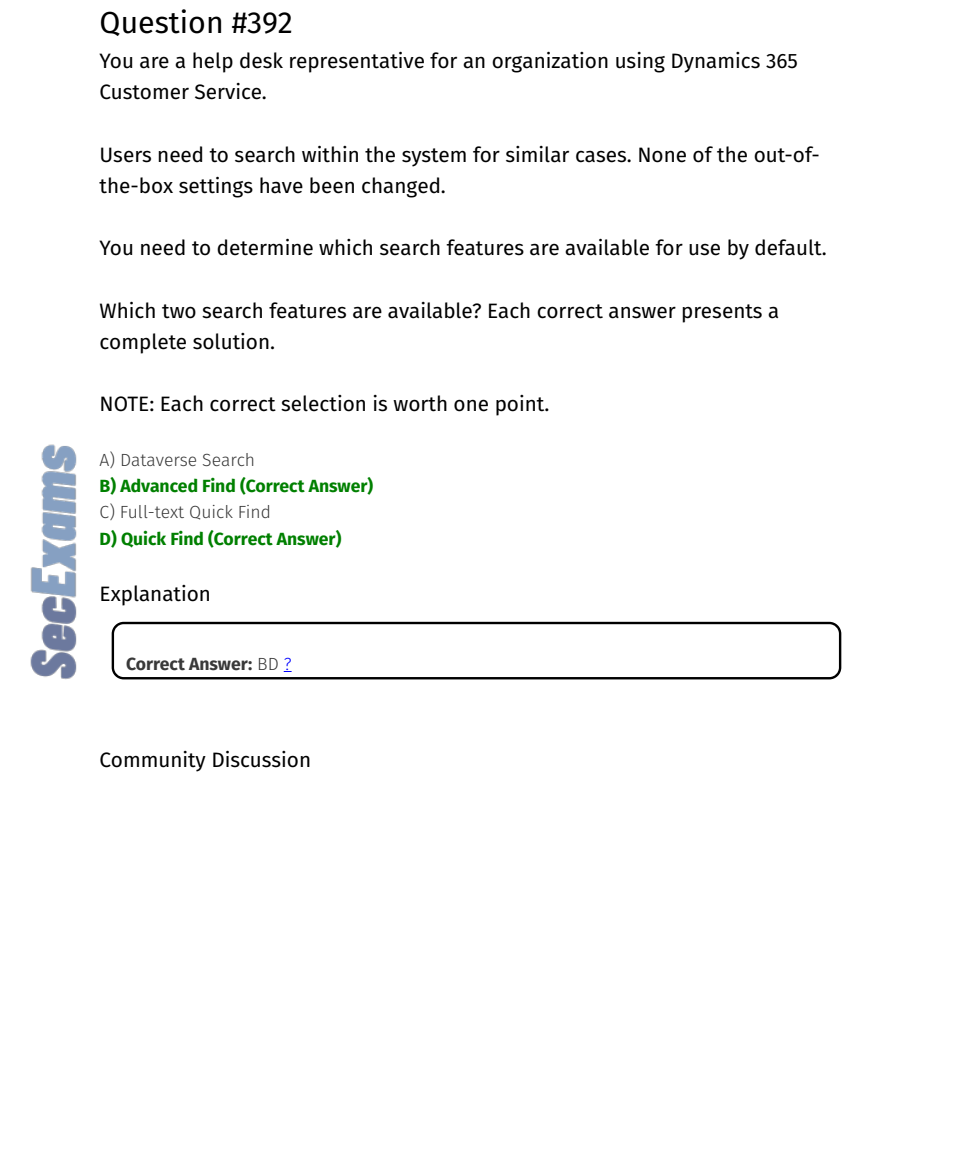 Question #392
You are a help desk representative for an organization using Dynamics 365
Customer Service.
Users need to search within the system for similar cases. None of the out-of-
the-box settings have been changed.
You need to determine which search features are available for use by default.
Which two search features are available? Each correct answer presents a
complete solution.
NOTE: Each correct selection is worth one point.
A) Dataverse Search
B) Advanced Find (Correct Answer)
C) Full-text Quick Find
D) Quick Find (Correct Answer)
SecExams
Explanation
Correct Answer: BD ?
Community Discussion